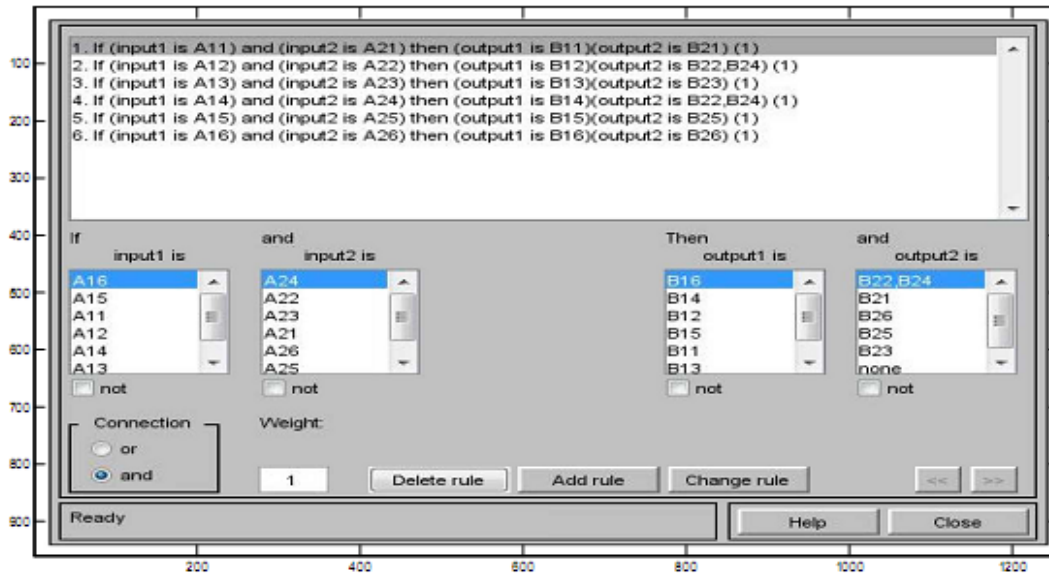 1. If (input1 is A11) and (input2 is A21) then (output1 is B11)(output2 is B21) (1)
2. If (input1 is A12) and (input2 is A22) then (output1 is B12)(output2 is B22,B24) (1)
3. If (input1 is A13) and (input2 is A23) then (output1 is B13)(output2 is B23) (1)
4. If (input1 is A14) and (input2 is A24) then (output1 is B14)(output2 is B22,B24) (1)
5. If (input1 is A15) and (input2 is A25) then (output1 is B15)(output2 is B25) (1)
6. If (input1 is A16) and (input2 is A26) then (output1 is B16)(output2 is B26) (1)
100
200
300
400
500
600
700
800
900
If and Then and
input1 is input2 is output1 is output2 is
A16 A24 B16 B22,B24
A15 A22 B14 B21
A11 A23 B12 B26
A12 A21 B15 B25
A14 A26 B11 B23
A13 A25 B13 none
not not not not
Connection Weight:
or
and 1 Delete rule Add rule Change rule << >>
Ready Help Close
200 400 600 800 1000 1200